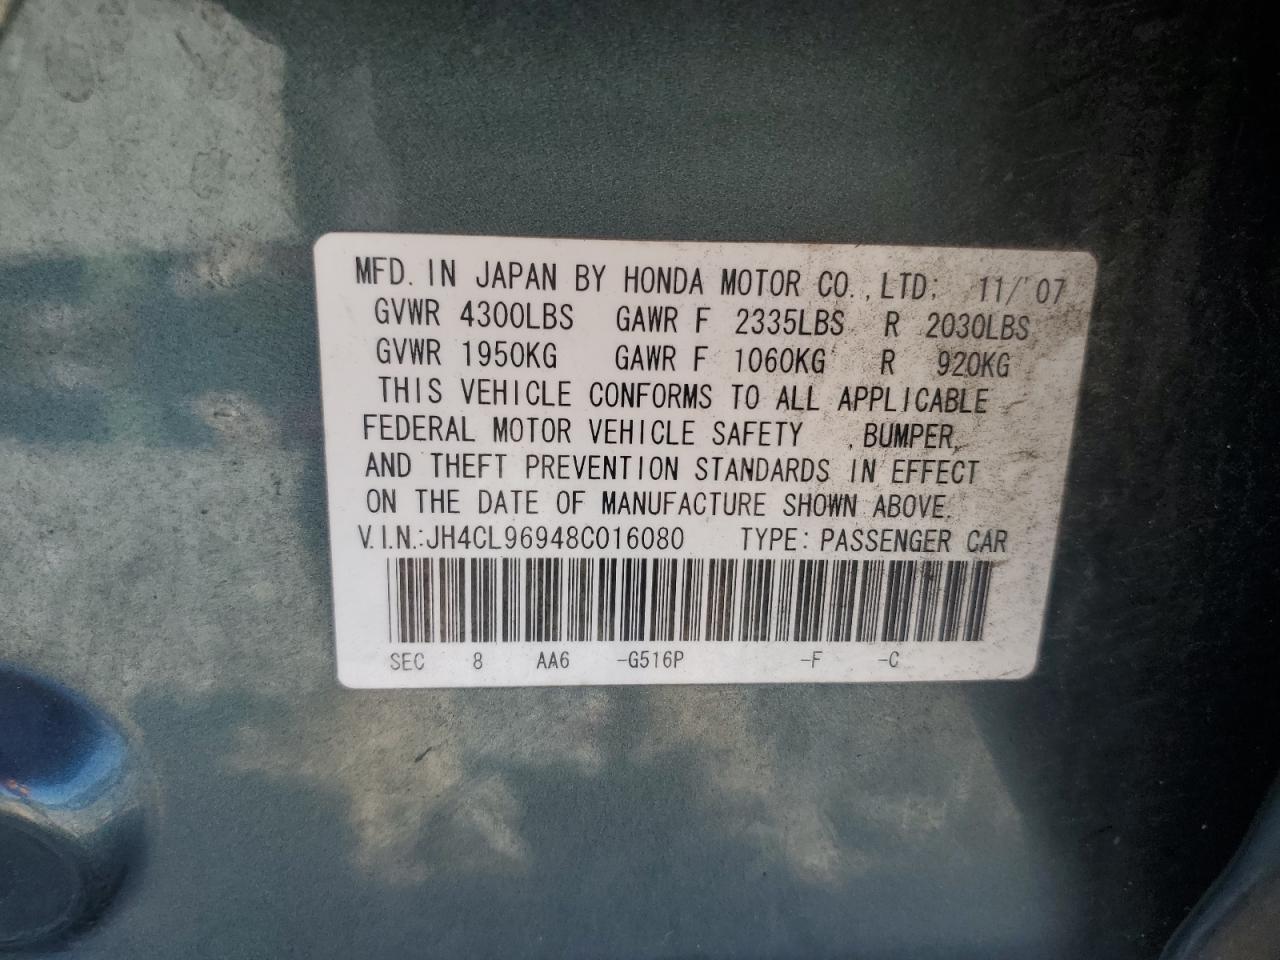 MFD. IN JAPAN BY HONDA MOTOR CO., LTD. 11/'07
GVWR 4300LBS GAWR F 2335LBS R 2030LBS
GVWR 1950KG GAWR F 1060KG R 920KG
THIS VEHICLE CONFORMS TO ALL APPLICABLE
FEDERAL MOTOR VEHICLE SAFETY , BUMPER,
AND THEFT PREVENTION STANDARDS IN EFFECT
ON THE DATE OF MANUFACTURE SHOWN ABOVE.
V.I.N.:JH4CL96948C016080 TYPE: PASSENGER CAR
SEC 8 AA6 -G516P -F -C